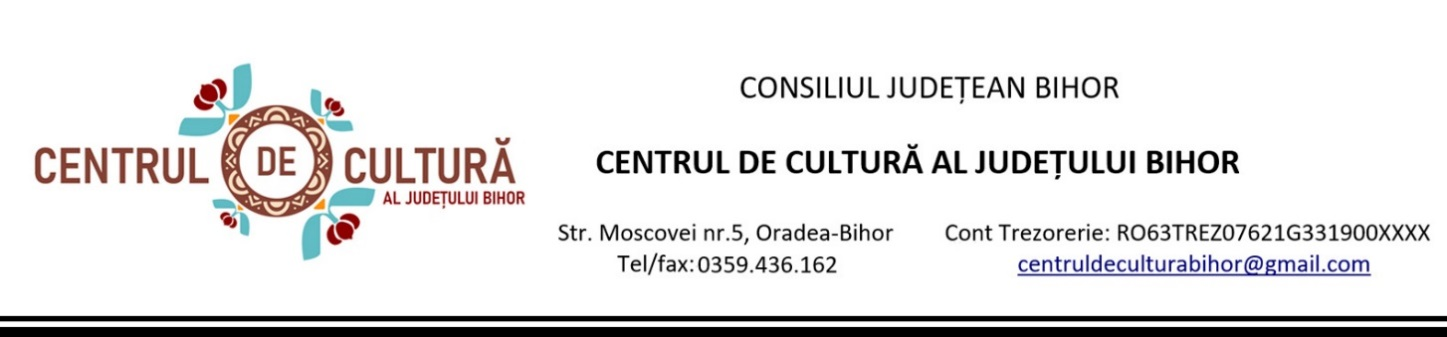 CENTRUL DE CULTURĂ
AL JUDEȚULUI BIHOR
CONSILIUL JUDEȚEAN BIHOR
CENTRUL DE CULTURĂ AL JUDEȚULUI BIHOR
Str. Moscovei nr.5, Oradea-Bihor
Tel/fax: 0359.436.162
Cont Trezorerie: RO63TREZ07621G331900XXXX
centruldeculturabihor@gmail.com